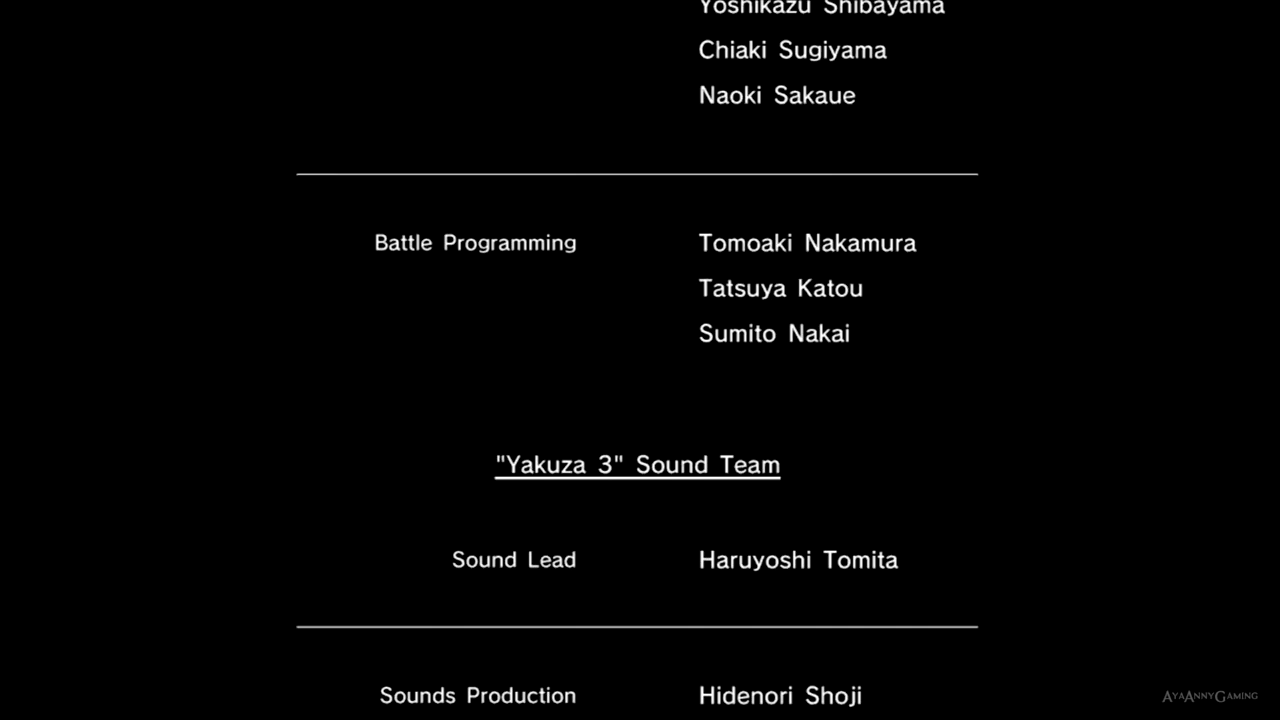 Yoshikazu Shibayama
Chiaki Sugiyama
Naoki Sakaue
Battle Programming Tomoaki Nakamura
Tatsuya Katou
Sumito Nakai
"Yakuza 3" Sound Team
Sound Lead Haruyoshi Tomita
Sounds Production Hidenori Shoji
AyaAnnyGaming